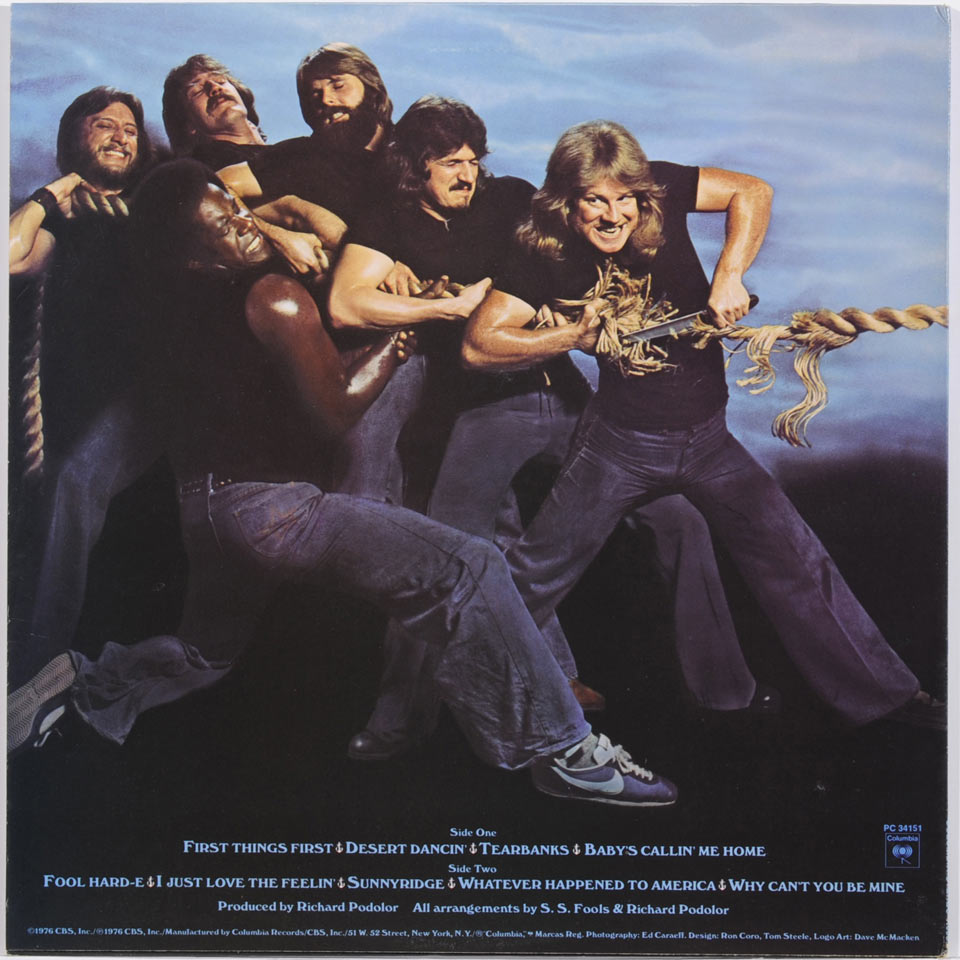 PC 34151
Columbia
Side One
FIRST THINGS FIRST ⚓ DESERT DANCIN' ⚓ TEARBANKS ⚓ BABY'S CALLIN' ME HOME
Side Two
FOOL HARD-E ⚓ I JUST LOVE THE FEELIN' ⚓ SUNNYRIDGE ⚓ WHATEVER HAPPENED TO AMERICA ⚓ WHY CAN'T YOU BE MINE
Produced by Richard Podolor All arrangements by S. S. Fools & Richard Podolor
©1976 CBS, Inc./℗1976 CBS, Inc./Manufactured by Columbia Records/CBS, Inc./51 W. 52 Street, New York, N.Y./® "Columbia," Marcas Reg. Photography: Ed Caraeff. Design: Ron Coro, Tom Steele, Logo Art: Dave McMacken